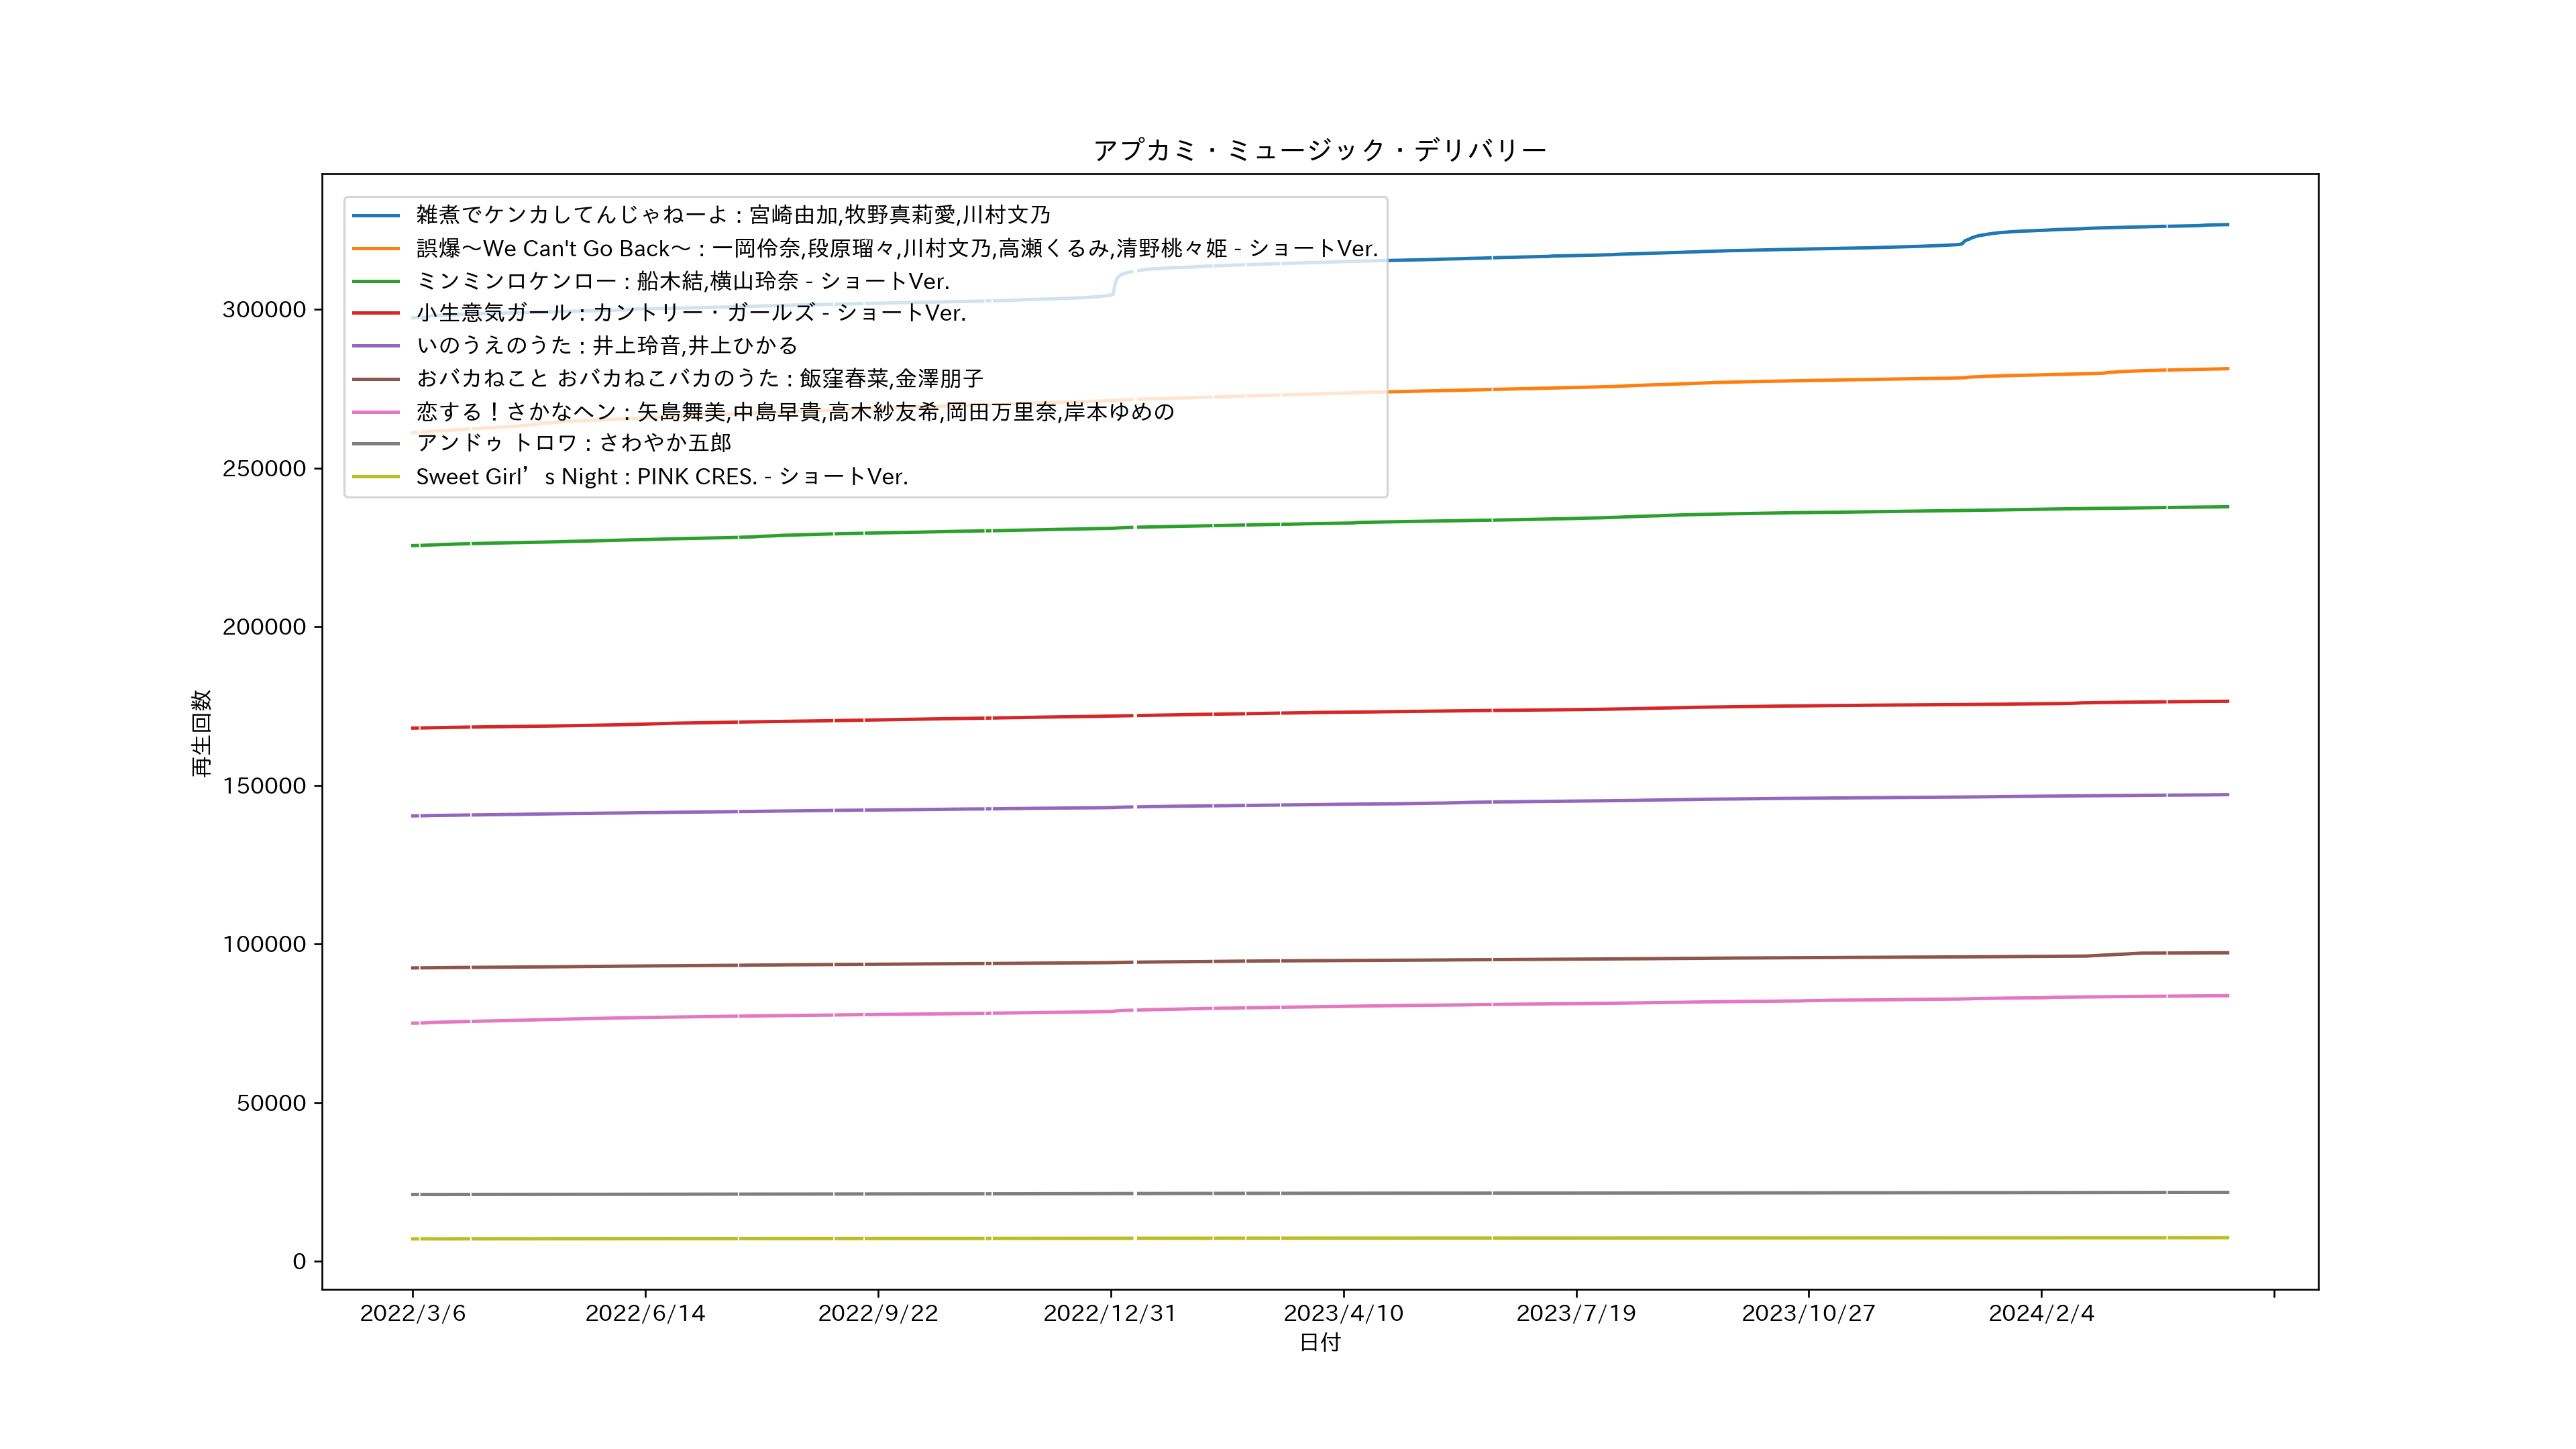 アプカミ・ミュージック・デリバリー
雑煮でケンカしてんじゃねーよ : 宮崎由加,牧野真莉愛,川村文乃
誤爆～We Can't Go Back～ : 一岡伶奈,段原瑠々,川村文乃,高瀬くるみ,清野桃々姫 - ショートVer.
ミンミンロケンロー : 船木結,横山玲奈 - ショートVer.
小生意気ガール : カントリー・ガールズ - ショートVer.
いのうえのうた : 井上玲音,井上ひかる
おバカねこと おバカねこバカのうた : 飯窪春菜,金澤朋子
恋する！さかなヘン : 矢島舞美,中島早貴,高木紗友希,岡田万里奈,岸本ゆめの
アンドゥ トロワ : さわやか五郎
Sweet Girl’s Night : PINK CRES. - ショートVer.
300000
250000
200000
150000
100000
50000
0
再生回数
2022/3/6 2022/6/14 2022/9/22 2022/12/31 2023/4/10 2023/7/19 2023/10/27 2024/2/4
日付